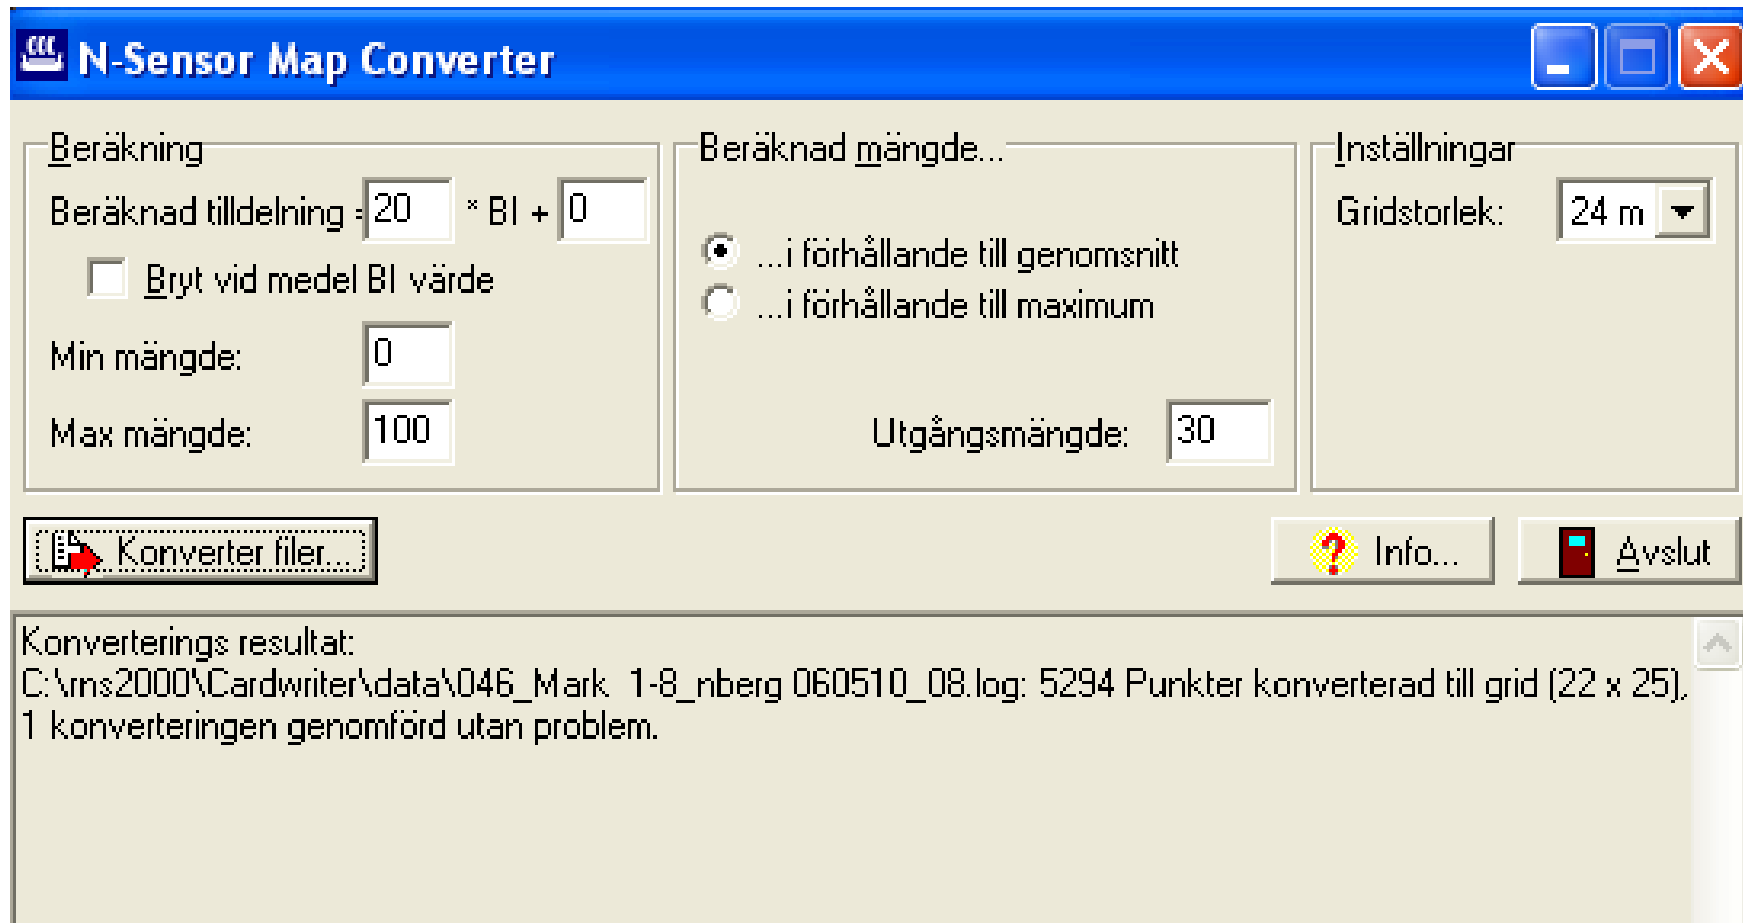 N-Sensor Map Converter
Beräkning
Beräknad tilldelning = 20 * BI + 0
Bryt vid medel BI värde
Min mängde: 0
Max mängde: 100
Beräknad mängde...
...i förhållande till genomsnitt
...i förhållande till maximum
Utgångsmängde: 30
Inställningar
Gridstorlek: 24 m
Konverter filer...
Info...
Avslut
Konverterings resultat:
C:\rns2000\Cardwriter\data\046_Mark 1-8_nberg 060510_08.log: 5294 Punkter konverterad till grid (22 x 25),
1 konverteringen genomförd utan problem.